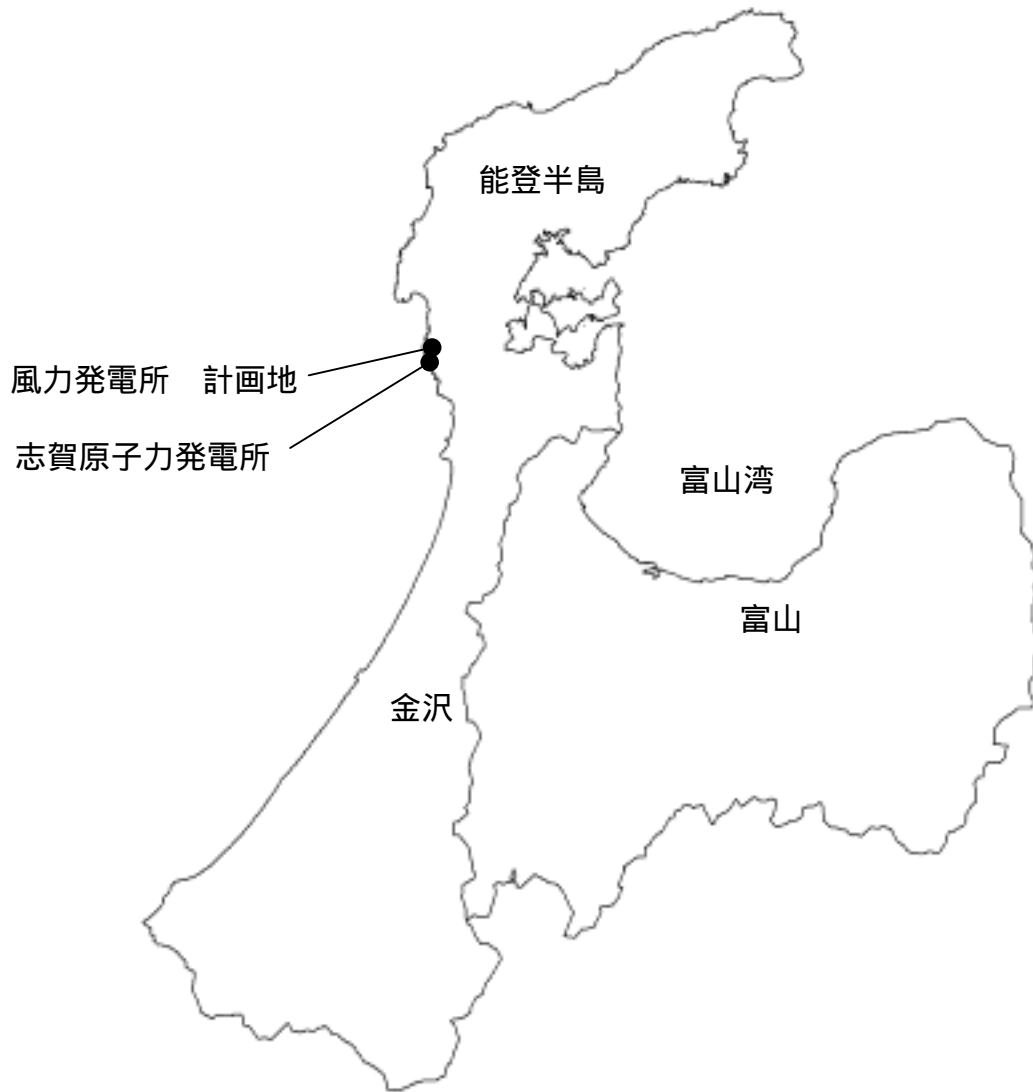 能登半島
風力発電所　計画地
志賀原子力発電所
富山湾
富山
金沢